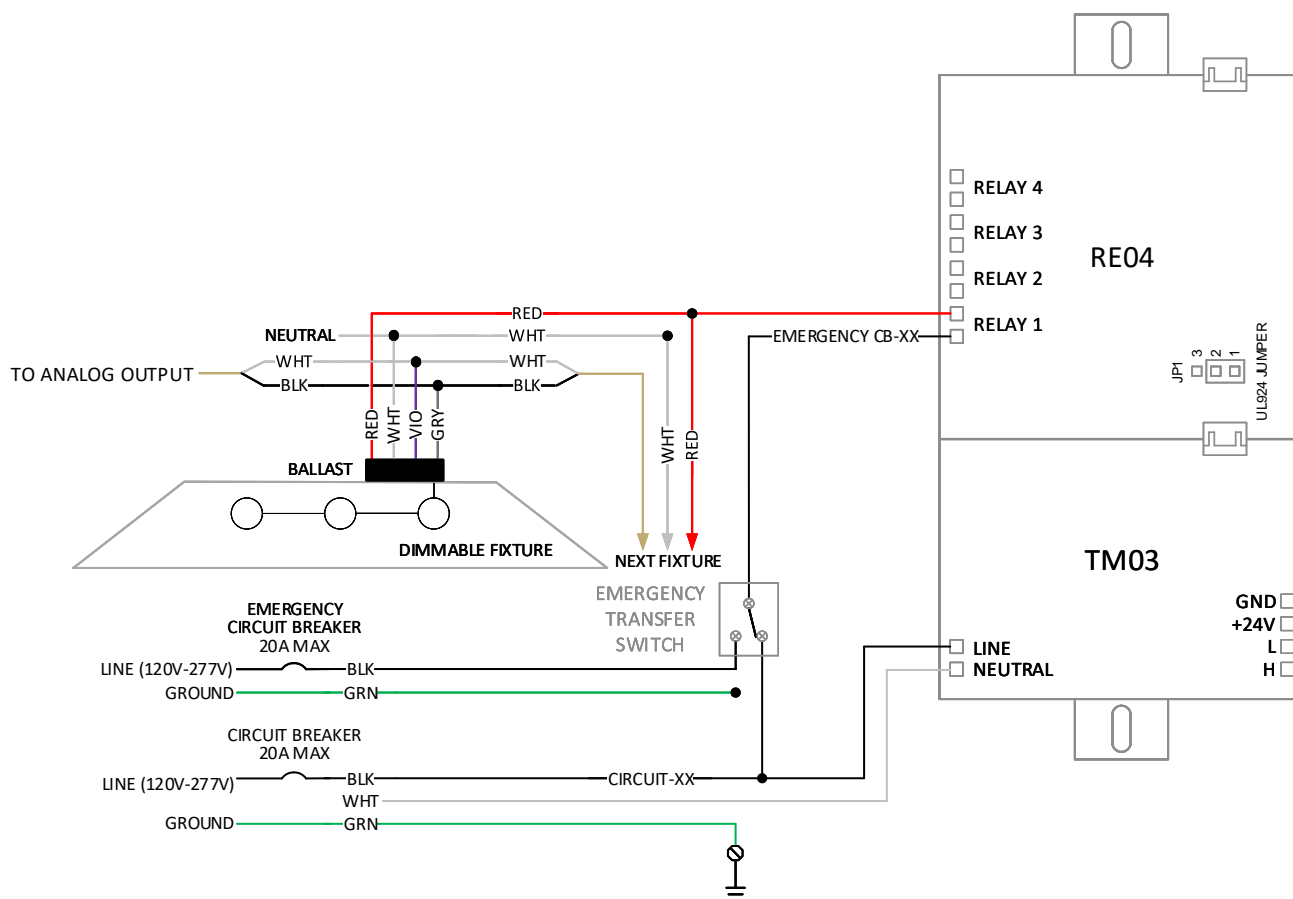 RELAY 4
RELAY 3
RE04
RELAY 2
RED
RELAY 1
NEUTRAL
WHT
EMERGENCY CB-XX
WHT
WHT
TO ANALOG OUTPUT
BLK
BLK
JP1
3
2
1
UL924 JUMPER
RED
WHT
VIO
GRY
WHT
RED
BALLAST
DIMMABLE FIXTURE
NEXT FIXTURE
TM03
EMERGENCY
TRANSFER
SWITCH
GND
+24V
L
H
EMERGENCY
CIRCUIT BREAKER
20A MAX
LINE (120V-277V)
BLK
LINE
NEUTRAL
GROUND
GRN
CIRCUIT BREAKER
20A MAX
LINE (120V-277V)
BLK
CIRCUIT-XX
WHT
GROUND
GRN